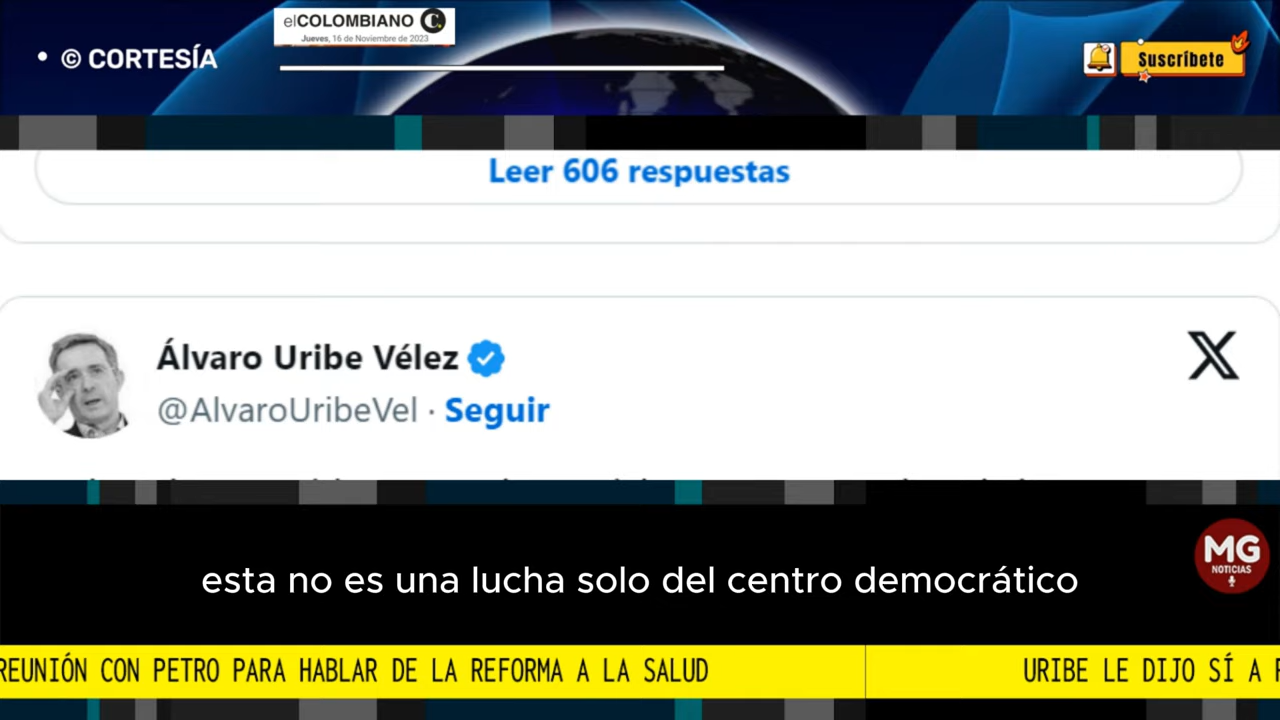 elCOLOMBIANO
Jueves, 16 de Noviembre de 2023
• © CORTESÍA
Suscríbete
Leer 606 respuestas
Álvaro Uribe Vélez
@AlvaroUribeVel · Seguir
esta no es una lucha solo del centro democrático
MG
NOTICIAS
REUNIÓN CON PETRO PARA HABLAR DE LA REFORMA A LA SALUD
URIBE LE DIJO SÍ A